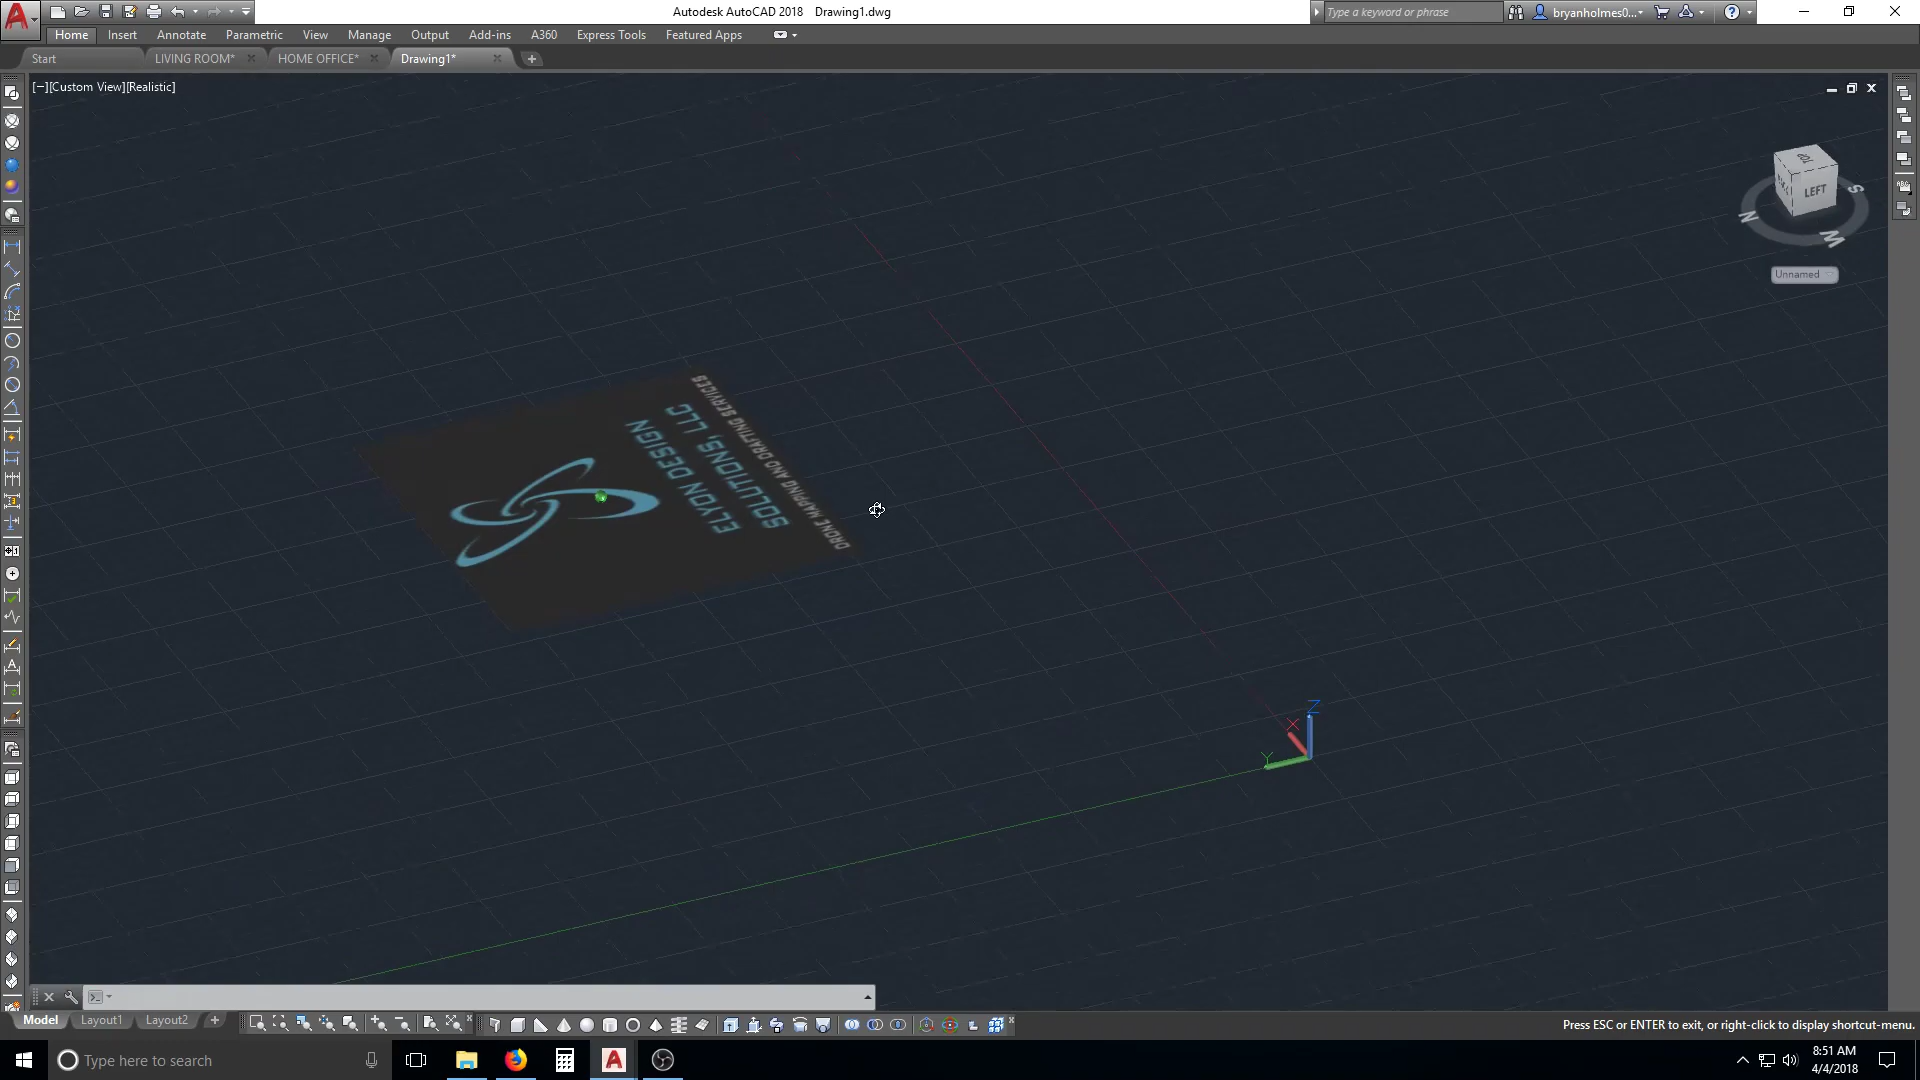 Autodesk AutoCAD 2018 Drawing1.dwg
Type a keyword or phrase
bryanholmes0...
Home Insert Annotate Parametric View Manage Output Add-ins A360 Express Tools Featured Apps
Start LIVING ROOM* HOME OFFICE* Drawing1*
[−][Custom View][Realistic]
TOP
LEFT
N
S
W
Unnamed
ELYON DESIGN
SOLUTIONS, LLC
DRONE MAPPING AND DRAFTING SERVICES
Z
X
Y
Model Layout1 Layout2
Press ESC or ENTER to exit, or right-click to display shortcut-menu.
Type here to search
8:51 AM
4/4/2018